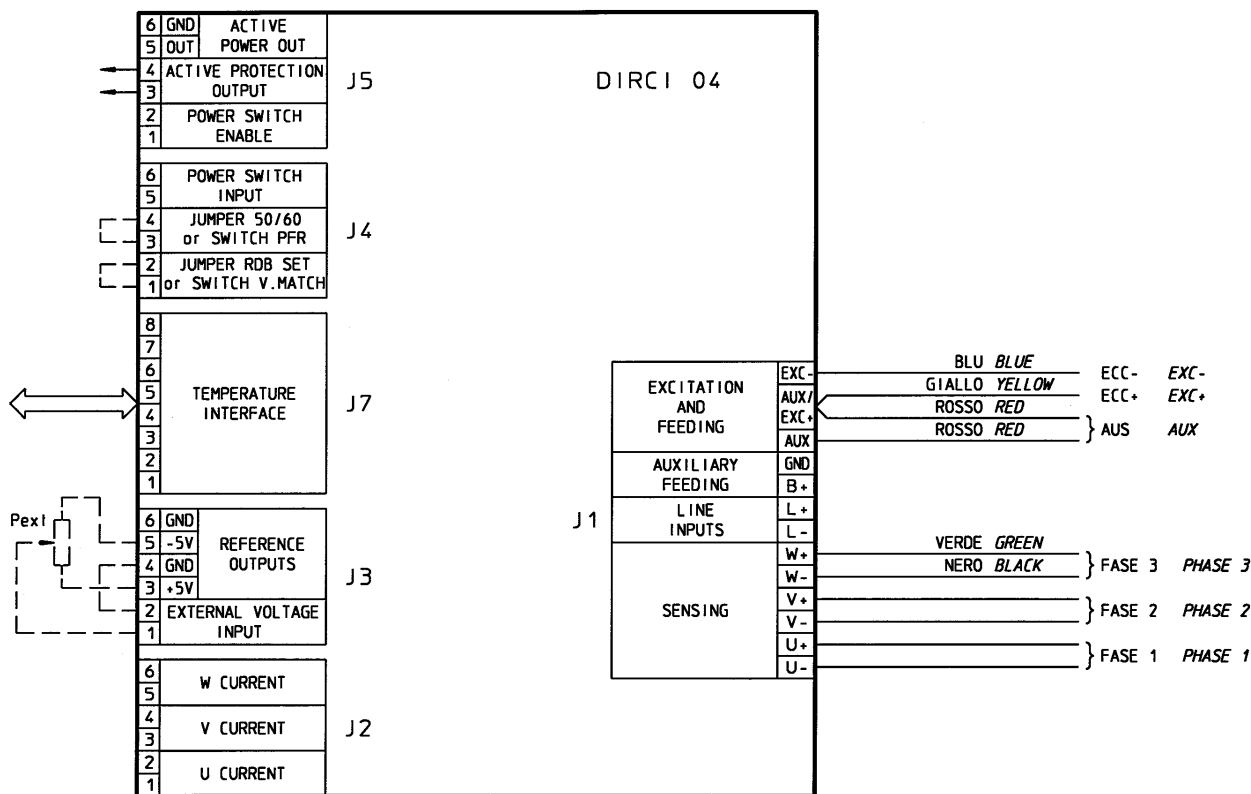 DIRCI 04
6 GND ACTIVE
5 OUT POWER OUT
4 ACTIVE PROTECTION
3 OUTPUT
2 POWER SWITCH
1 ENABLE
J5
6 POWER SWITCH
5 INPUT
4 JUMPER 50/60
3 or SWITCH PFR
2 JUMPER RDB SET
1 or SWITCH V.MATCH
J4
8
7
6
5 TEMPERATURE
4 INTERFACE
3
2
1
J7
Pext
6 GND
5 -5V REFERENCE
4 GND OUTPUTS
3 +5V
2 EXTERNAL VOLTAGE
1 INPUT
J3
6 W CURRENT
5
4 V CURRENT
3
2 U CURRENT
1
J2
J1
EXCITATION
AND
FEEDING
EXC-
AUX/
EXC+
AUX
AUXILIARY
FEEDING
GND
B+
LINE
INPUTS
L+
L-
SENSING
W+
W-
V+
V-
U+
U-
BLU BLUE ECC- EXC-
GIALLO YELLOW ECC+ EXC+
ROSSO RED
ROSSO RED } AUS AUX
VERDE GREEN
NERO BLACK } FASE 3 PHASE 3
} FASE 2 PHASE 2
} FASE 1 PHASE 1